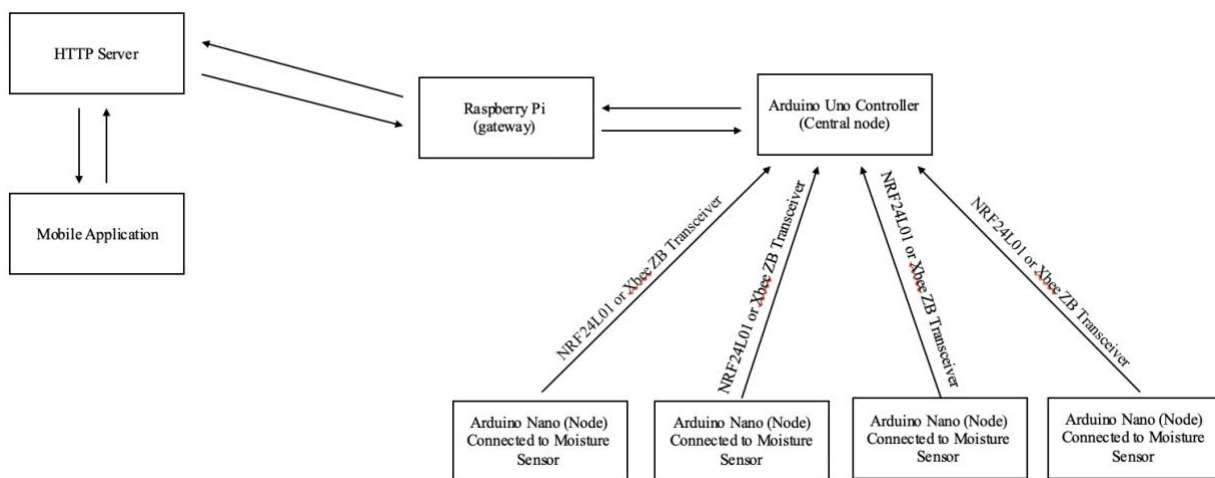 HTTP Server
Raspberry Pi
(gateway)
Arduino Uno Controller
(Central node)
Mobile Application
NRF24L01 or Xbee ZB Transceiver
NRF24L01 or Xbee ZB Transceiver
NRF24L01 or Xbee ZB Transceiver
NRF24L01 or Xbee ZB Transceiver
Arduino Nano (Node)
Connected to Moisture
Sensor
Arduino Nano (Node)
Connected to Moisture
Sensor
Arduino Nano (Node)
Connected to Moisture
Sensor
Arduino Nano (Node)
Connected to Moisture
Sensor